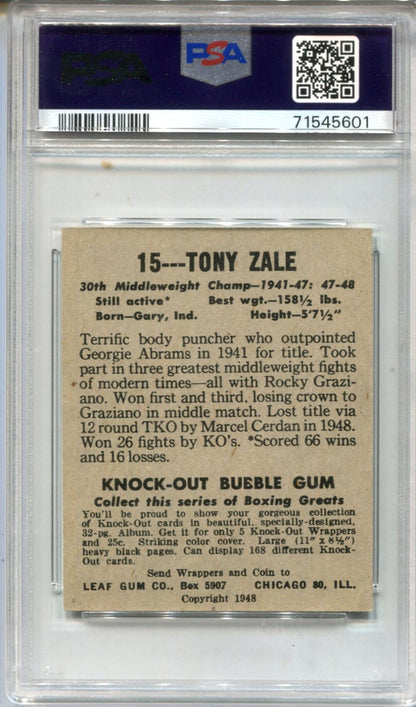 PSA
PSA
71545601
15---TONY ZALE
30th Middleweight Champ—1941-47: 47-48
Still active* Best wgt.—158½ lbs.
Born—Gary, Ind. Height—5'7½"
Terrific body puncher who outpointed
Georgie Abrams in 1941 for title. Took
part in three greatest middleweight fights
of modern times—all with Rocky Grazi-
ano. Won first and third, losing crown to
Graziano in middle match. Lost title via
12 round TKO by Marcel Cerdan in 1948.
Won 26 fights by KO's. *Scored 66 wins
and 16 losses.
KNOCK-OUT BUBBLE GUM
Collect this series of Boxing Greats
You'll be proud to show your gorgeous collection
of Knock-Out cards in beautiful, specially-designed,
32-pg. Album. Get it for only 5 Knock-Out Wrappers
and 25c. Striking color cover. Large (11" x 8½")
heavy black pages. Can display 168 different Knock-
Out cards.
Send Wrappers and Coin to
LEAF GUM CO., Box 5907 CHICAGO 80, ILL.
Copyright 1948